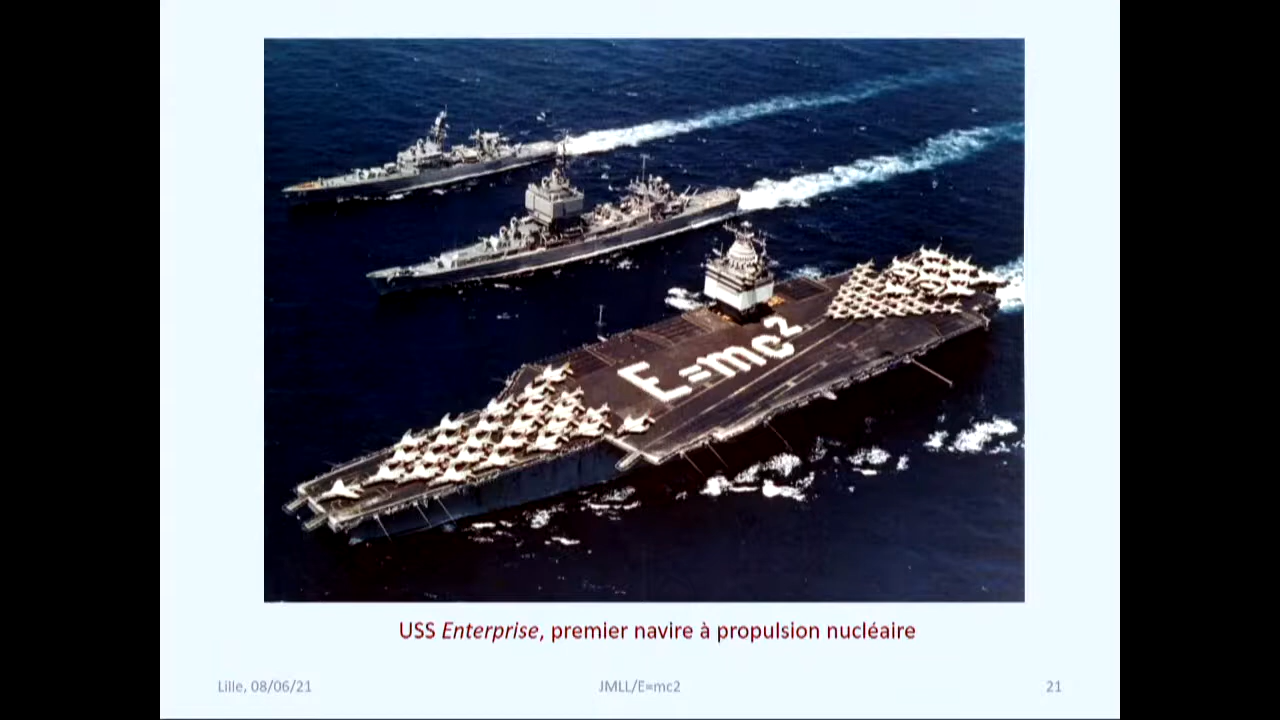 E=mc²
USS Enterprise, premier navire à propulsion nucléaire
Lille, 08/06/21
JMLL/E=mc2
21